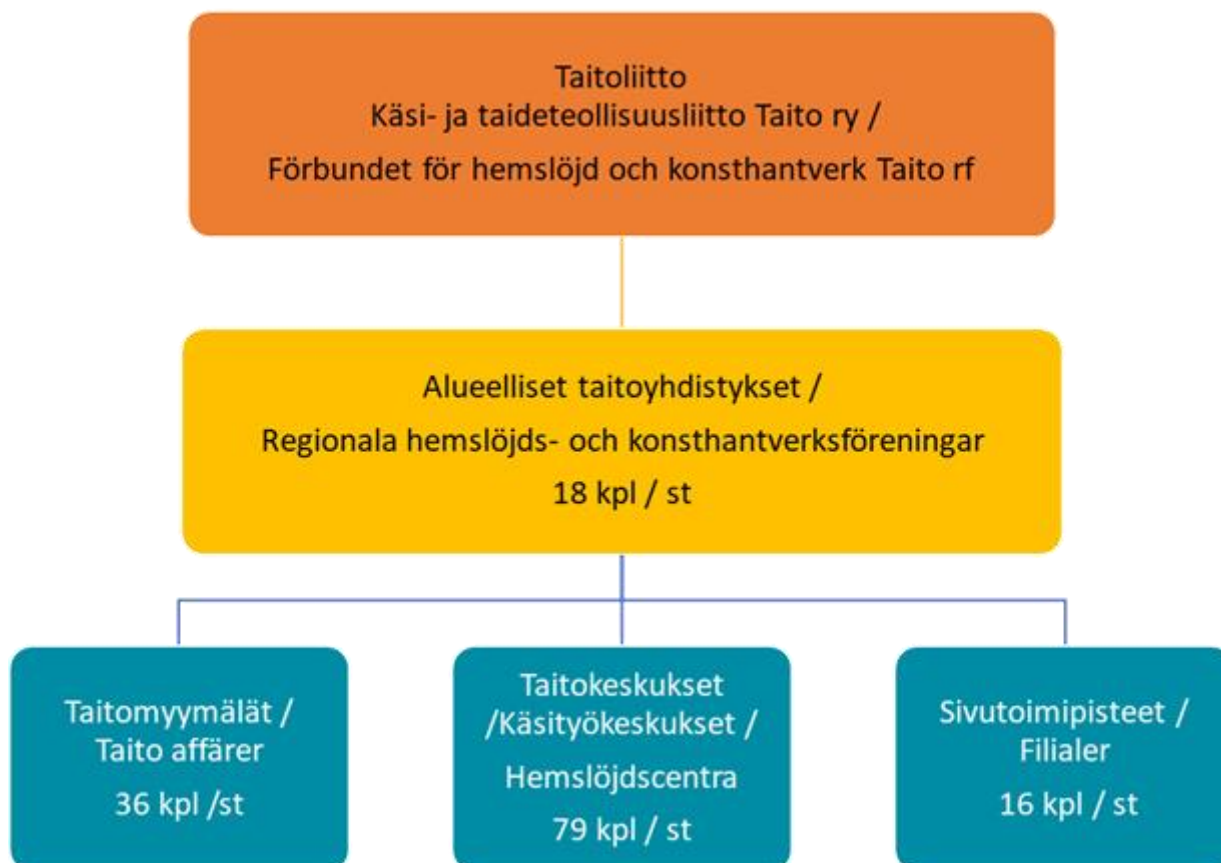 Taitoliitto
Käsi- ja taideteollisuusliitto Taito ry /
Förbundet för hemslöjd och konsthantverk Taito rf
Alueelliset taitoyhdistykset /
Regionala hemslöjds- och konsthantverksföreningar
18 kpl / st
Taitomyymälät /
Taito affärer
36 kpl /st
Taitokeskukset
/Käsityökeskukset /
Hemslöjdscentra
79 kpl / st
Sivutoimipisteet /
Filialer
16 kpl / st